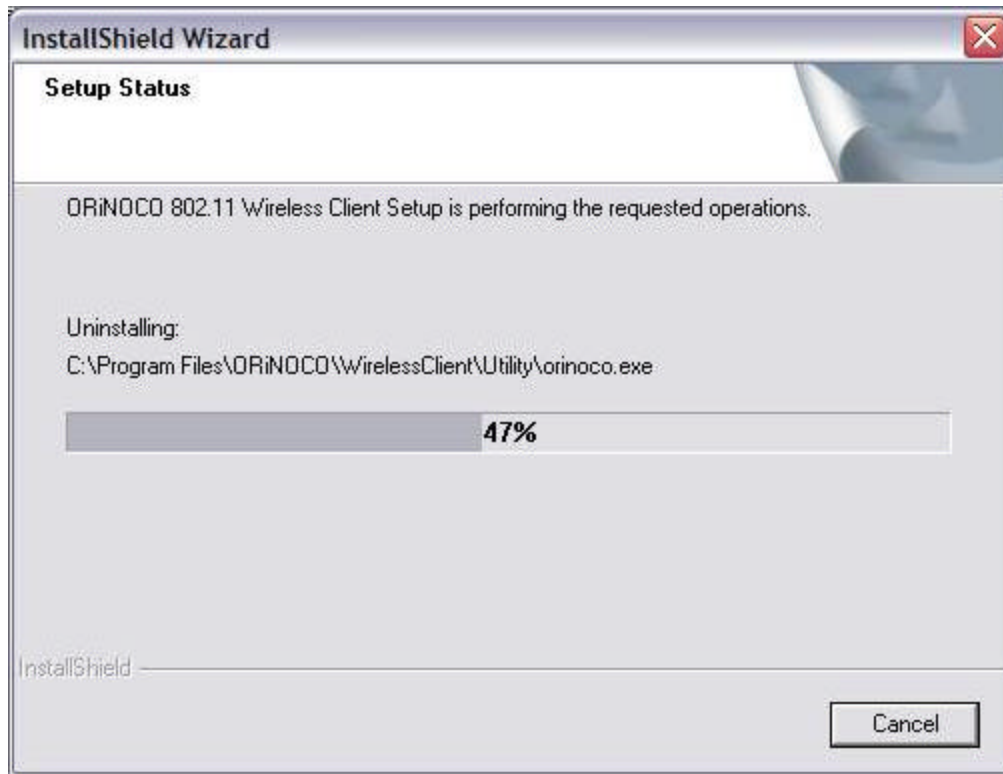 InstallShield Wizard
Setup Status
ORiNOCO 802.11 Wireless Client Setup is performing the requested operations.
Uninstalling:
C:\Program Files\ORiNOCO\WirelessClient\Utility\orinoco.exe
47%
InstallShield
Cancel